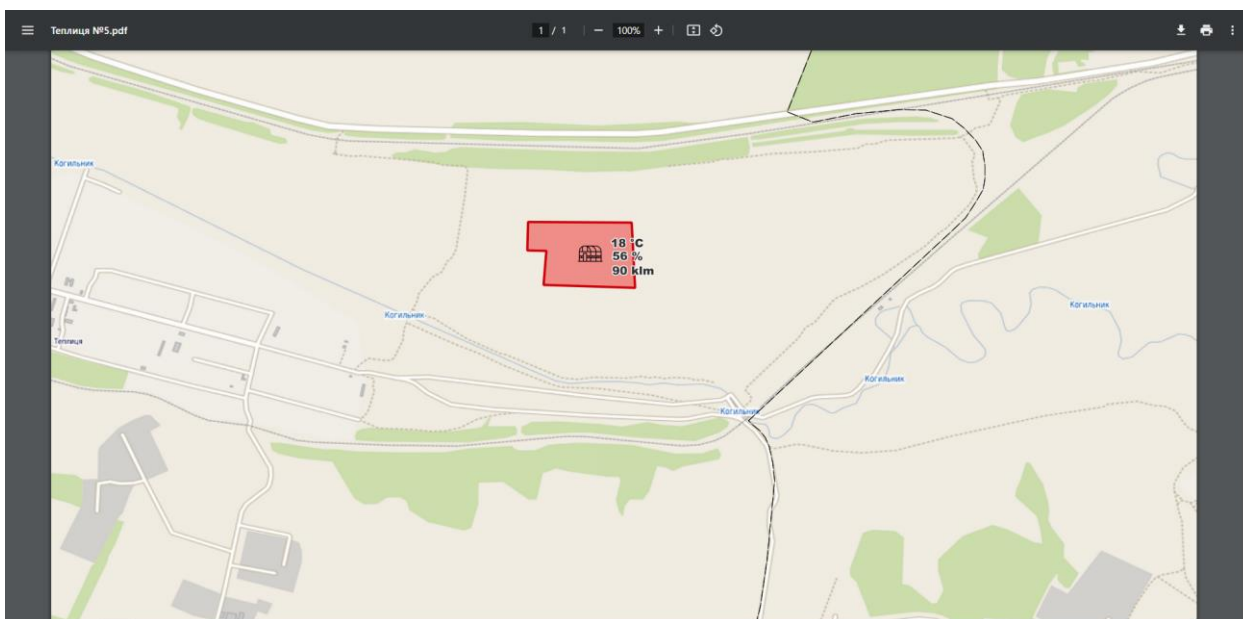 Теплиця №5.pdf
1 / 1
100%
Когильник
18 °C
56 %
90 klm
Когильник
Когильник
Теплиця
Когильник
Когильник